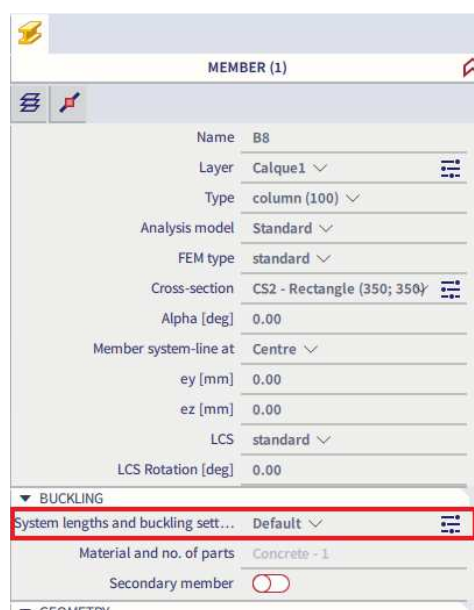 MEMBER (1)
Name B8
Layer Calque1
Type column (100)
Analysis model Standard
FEM type standard
Cross-section CS2 - Rectangle (350; 350)
Alpha [deg] 0.00
Member system-line at Centre
ey [mm] 0.00
ez [mm] 0.00
LCS standard
LCS Rotation [deg] 0.00
BUCKLING
System lengths and buckling sett... Default
Material and no. of parts Concrete - 1
Secondary member
GEOMETRY